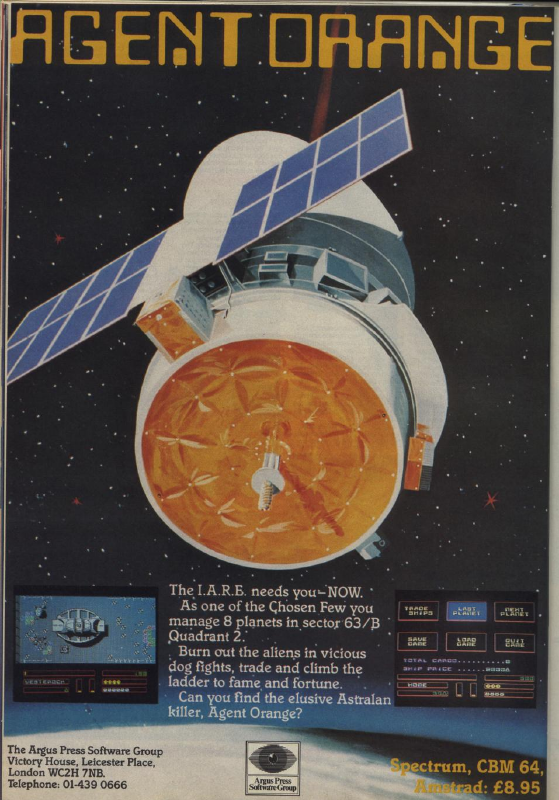 AGENT ORANGE
The I.A.R.B. needs you – NOW.
As one of the Chosen Few you
manage 8 planets in sector 63/B
Quadrant 2.
Burn out the aliens in vicious
dog fights, trade and climb the
ladder to fame and fortune.
Can you find the elusive Astralan
killer, Agent Orange?
TRADE SHIPS
LAST PLANET
NEXT PLANET
SAVE GAME
LOAD GAME
QUIT GAME
TOTAL CARGO
SHIP PRICE
MODE
The Argus Press Software Group
Victory House, Leicester Place,
London WC2H 7NB.
Telephone: 01-439 0666
Argus Press
Software Group
Spectrum, CBM 64,
Amstrad: £8.95